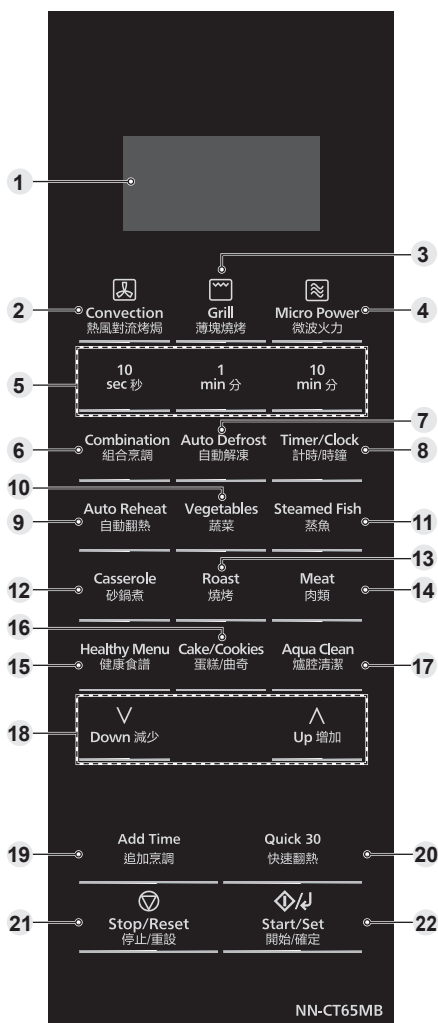 1
3
2
Convection
熱風對流烤焗
Grill
薄塊燒烤
Micro Power
微波火力
4
5
10
sec 秒
1
min 分
10
min 分
7
6
Combination
組合烹調
Auto Defrost
自動解凍
Timer/Clock
計時/時鐘
8
10
9
Auto Reheat
自動翻熱
Vegetables
蔬菜
Steamed Fish
蒸魚
11
13
12
Casserole
砂鍋煮
Roast
燒烤
Meat
肉類
14
16
15
Healthy Menu
健康食譜
Cake/Cookies
蛋糕/曲奇
Aqua Clean
爐腔清潔
17
18
Down 減少
Up 增加
19
Add Time
追加烹調
Quick 30
快速翻熱
20
21
Stop/Reset
停止/重設
Start/Set
開始/確定
22
NN-CT65MB